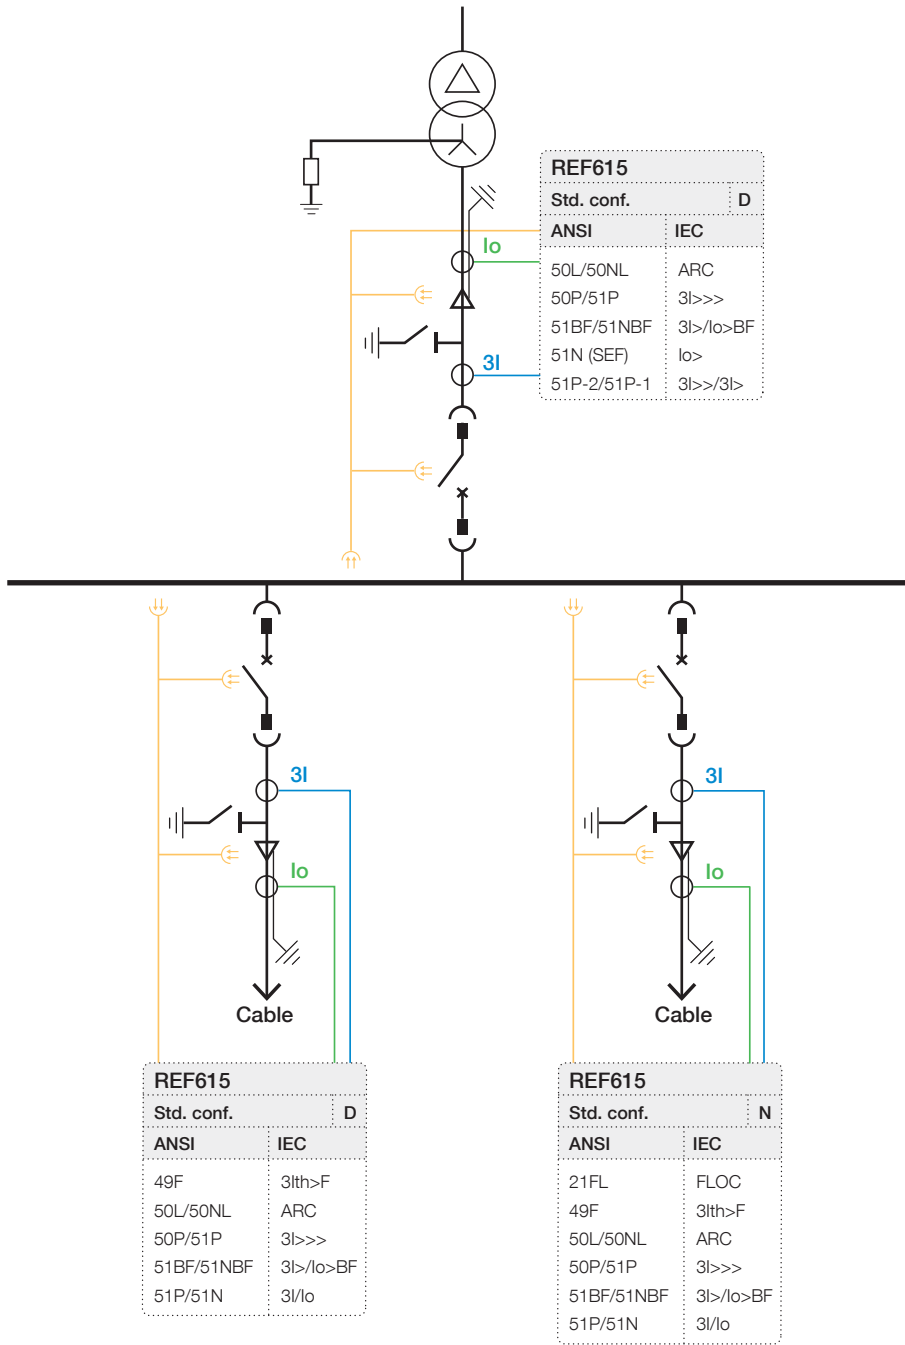 REF615
Std. conf. D
ANSI IEC
50L/50NL ARC
50P/51P 3I>>>
51BF/51NBF 3I>/Io>BF
51N (SEF) Io>
51P-2/51P-1 3I>>/3I>
Io
3I
3I
Io
Cable
3I
Io
Cable
REF615
Std. conf. D
ANSI IEC
49F 3Ith>F
50L/50NL ARC
50P/51P 3I>>>
51BF/51NBF 3I>/Io>BF
51P/51N 3I/Io
REF615
Std. conf. N
ANSI IEC
21FL FLOC
49F 3Ith>F
50L/50NL ARC
50P/51P 3I>>>
51BF/51NBF 3I>/Io>BF
51P/51N 3I/Io